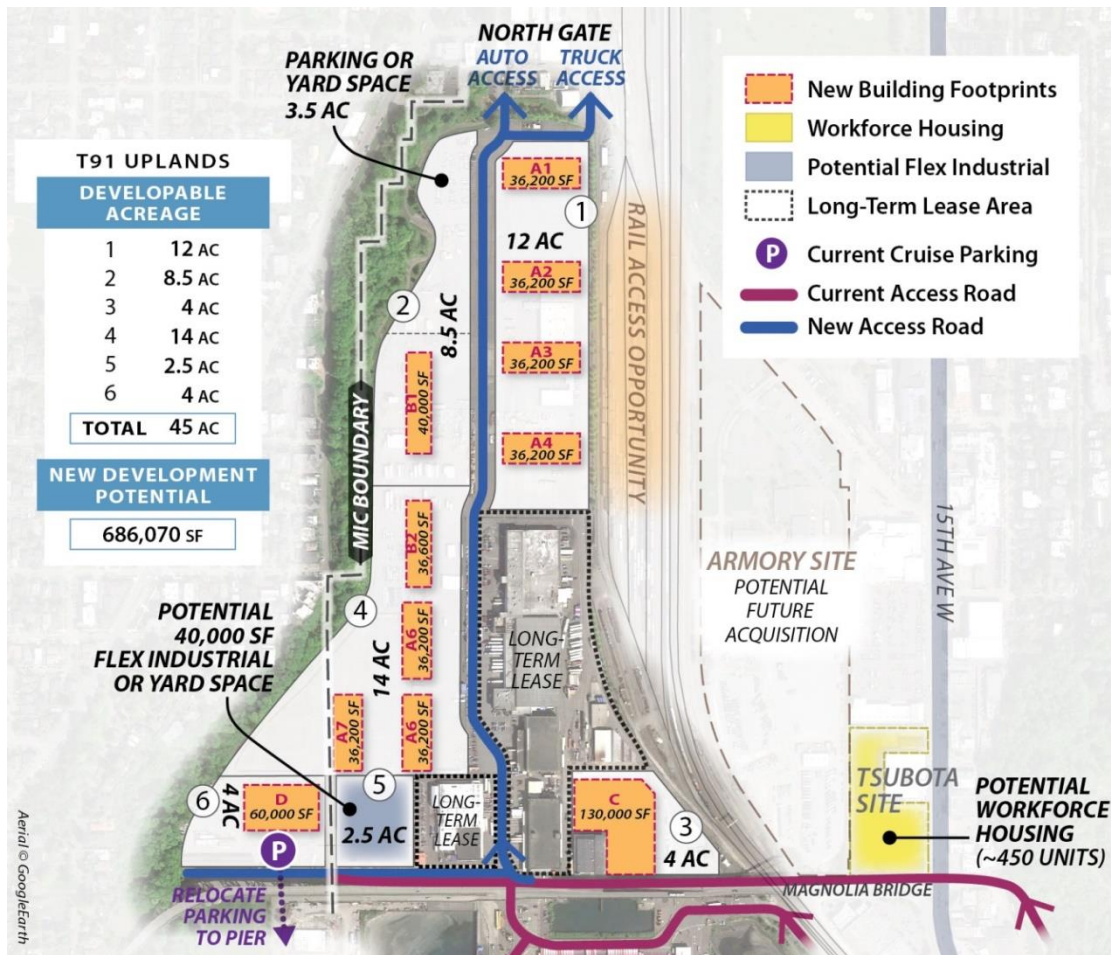 NORTH GATE
AUTO
ACCESS
TRUCK
ACCESS
PARKING OR
YARD SPACE
3.5 AC
New Building Footprints
Workforce Housing
Potential Flex Industrial
Long-Term Lease Area
P
Current Cruise Parking
Current Access Road
New Access Road
T91 UPLANDS
DEVELOPABLE
ACREAGE
1 12 AC
2 8.5 AC
3 4 AC
4 14 AC
5 2.5 AC
6 4 AC
TOTAL 45 AC
NEW DEVELOPMENT
POTENTIAL
686,070 SF
A1
36,200 SF
1
12 AC
A2
36,200 SF
A3
36,200 SF
A4
36,200 SF
2
8.5 AC
B1
40,000 SF
MIC BOUNDARY
RAIL ACCESS OPPORTUNITY
B2
36,600 SF
4
A6
36,200 SF
14 AC
A7
36,200 SF
A6
36,200 SF
POTENTIAL
40,000 SF
FLEX INDUSTRIAL
OR YARD SPACE
LONG-
TERM
LEASE
ARMORY SITE
POTENTIAL
FUTURE
ACQUISITION
15TH AVE W
5
2.5 AC
6
4 AC
D
60,000 SF
LONG-
TERM
LEASE
C
130,000 SF
3
4 AC
TSUBOTA
SITE
POTENTIAL
WORKFORCE
HOUSING
(~450 UNITS)
MAGNOLIA BRIDGE
P
RELOCATE
PARKING
TO PIER
Aerial © GoogleEarth